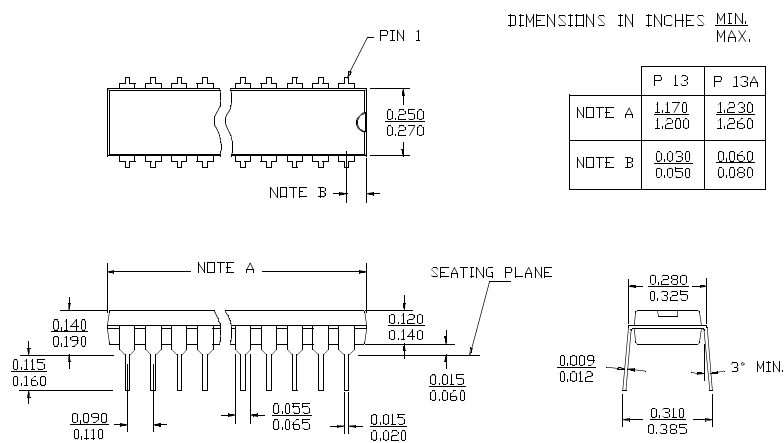 DIMENSIONS IN INCHES MIN.
MAX.
PIN 1
P 13 P 13A
NOTE A 1.170 1.230
1.200 1.260
NOTE B 0.030 0.060
0.050 0.080
0.250
0.270
NOTE B
NOTE A
SEATING PLANE
0.280
0.325
0.140
0.190
0.120
0.140
0.115
0.160
0.015
0.060
0.009
0.012
3° MIN.
0.090
0.110
0.055
0.065
0.015
0.020
0.310
0.385